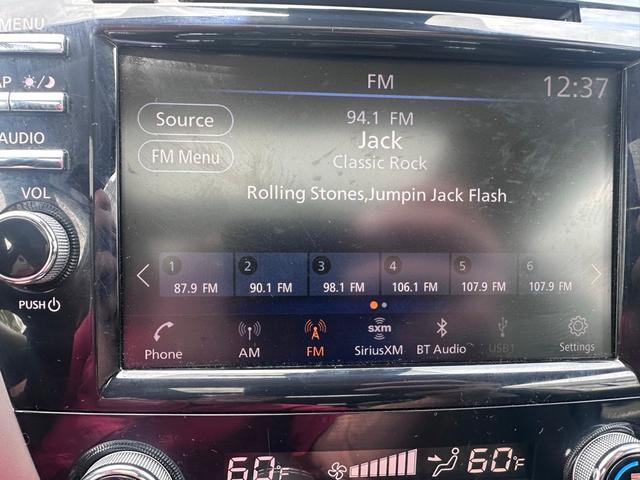 MENU
FM
12:37
AP
Source
94.1 FM
Jack
AUDIO
FM Menu
Classic Rock
VOL
Rolling Stones,Jumpin Jack Flash
1 2 3 4 5 6
87.9 FM 90.1 FM 98.1 FM 106.1 FM 107.9 FM 107.9 FM
PUSH
sxm
Phone AM FM SiriusXM BT Audio USB1 Settings
60°F 60°F